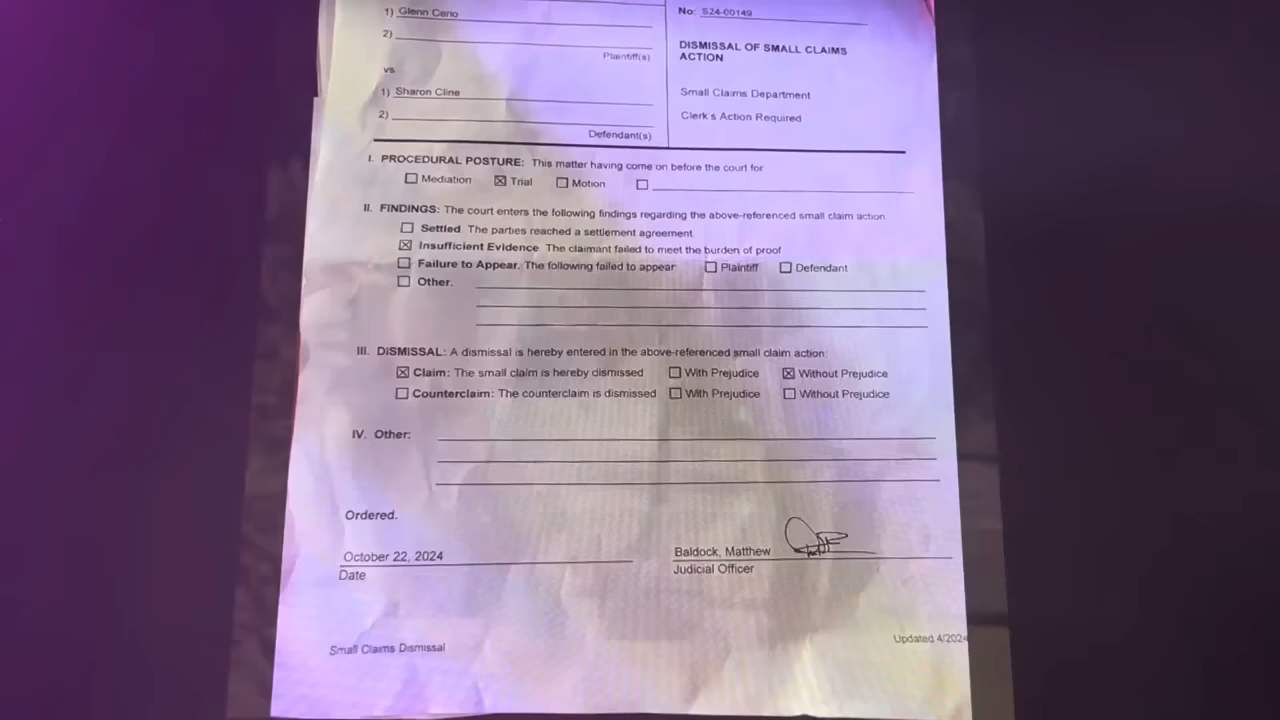 1) Glenn Cerio
No: S24-00149
2)
Plaintiff(s)
DISMISSAL OF SMALL CLAIMS
ACTION
vs.
1) Sharon Cline
Small Claims Department
2)
Clerk's Action Required
Defendant(s)
I. PROCEDURAL POSTURE: This matter having come on before the court for
☐ Mediation ☒ Trial ☐ Motion ☐
II. FINDINGS: The court enters the following findings regarding the above-referenced small claim action.
☐ Settled The parties reached a settlement agreement.
☒ Insufficient Evidence The claimant failed to meet the burden of proof
☐ Failure to Appear. The following failed to appear ☐ Plaintiff ☐ Defendant
☐ Other.
III. DISMISSAL: A dismissal is hereby entered in the above-referenced small claim action:
☒ Claim: The small claim is hereby dismissed ☐ With Prejudice ☒ Without Prejudice
☐ Counterclaim: The counterclaim is dismissed ☐ With Prejudice ☐ Without Prejudice
IV. Other:
Ordered.
October 22, 2024
Date
Baldock, Matthew
Judicial Officer
Updated 4/2024
Small Claims Dismissal